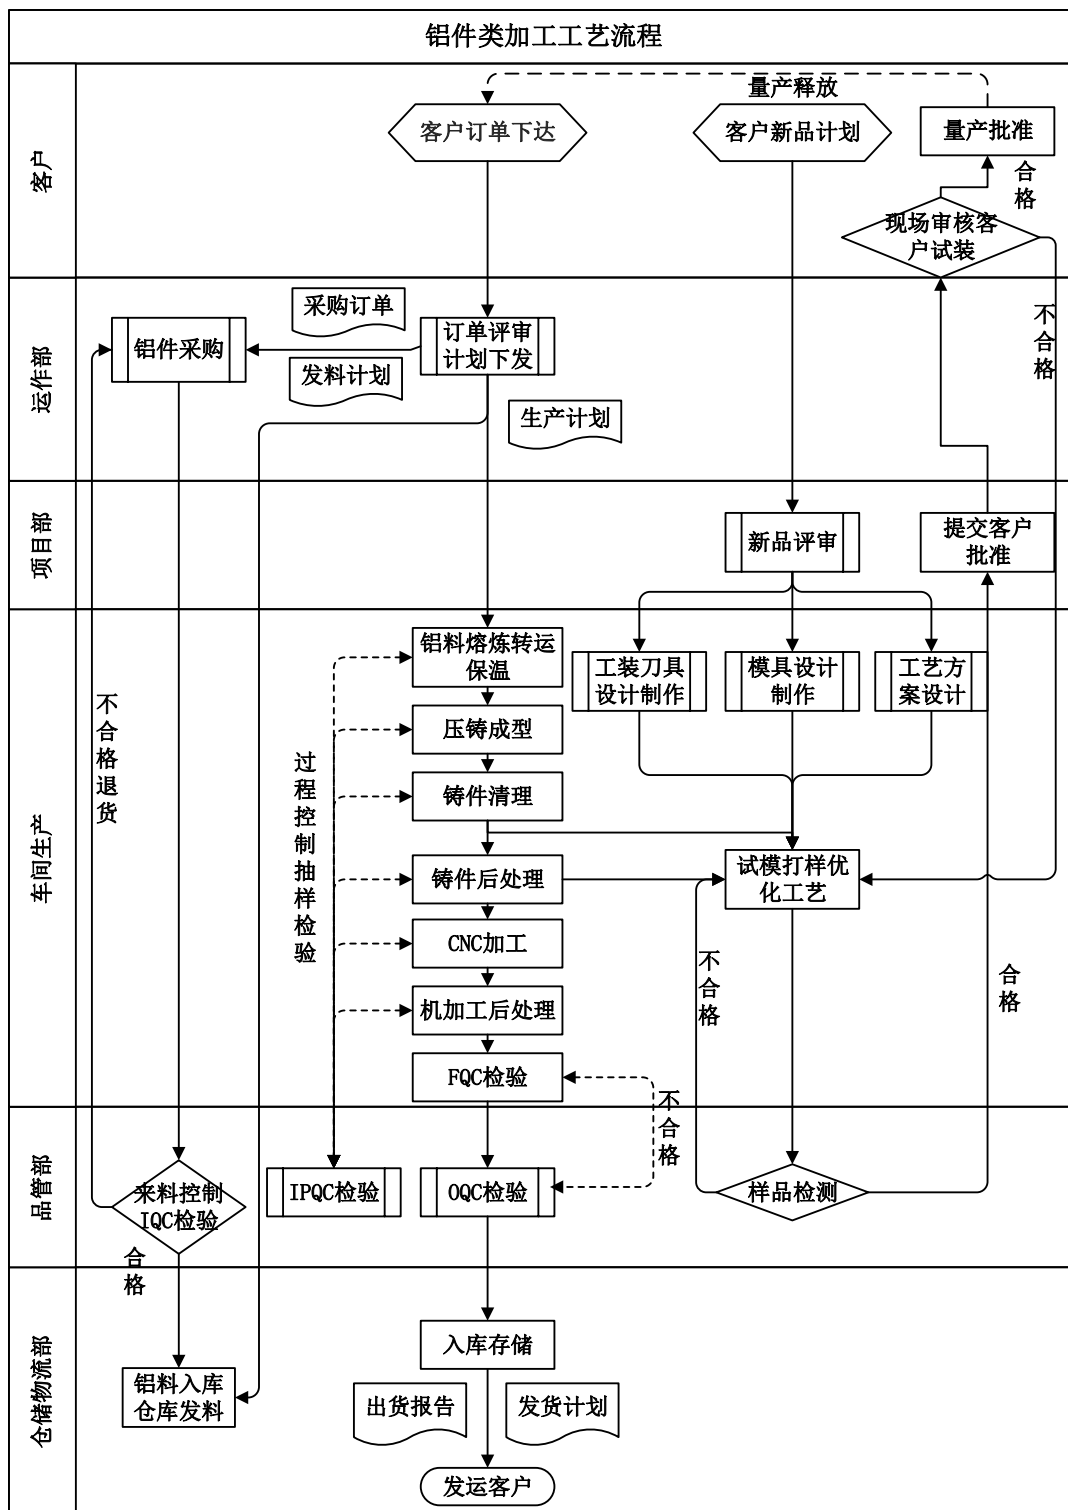 铝件类加工工艺流程
客户
量产释放
客户订单下达
客户新品计划
量产批准
合格
现场审核客
户试装
运作部
采购订单
铝件采购
订单评审
计划下发
发料计划
生产计划
不合格
项目部
新品评审
提交客户
批准
车间生产
铝料熔炼转运
保温
工装刀具
设计制作
模具设计
制作
工艺方
案设计
不合格退货
压铸成型
过程控制抽样检验
铸件清理
铸件后处理
试模打样优
化工艺
CNC加工
不合格
合格
机加工后处理
FQC检验
不合格
品管部
来料控制
IQC检验
IPQC检验
OQC检验
样品检测
合格
仓储物流部
入库存储
铝料入库
仓库发料
出货报告
发货计划
发运客户